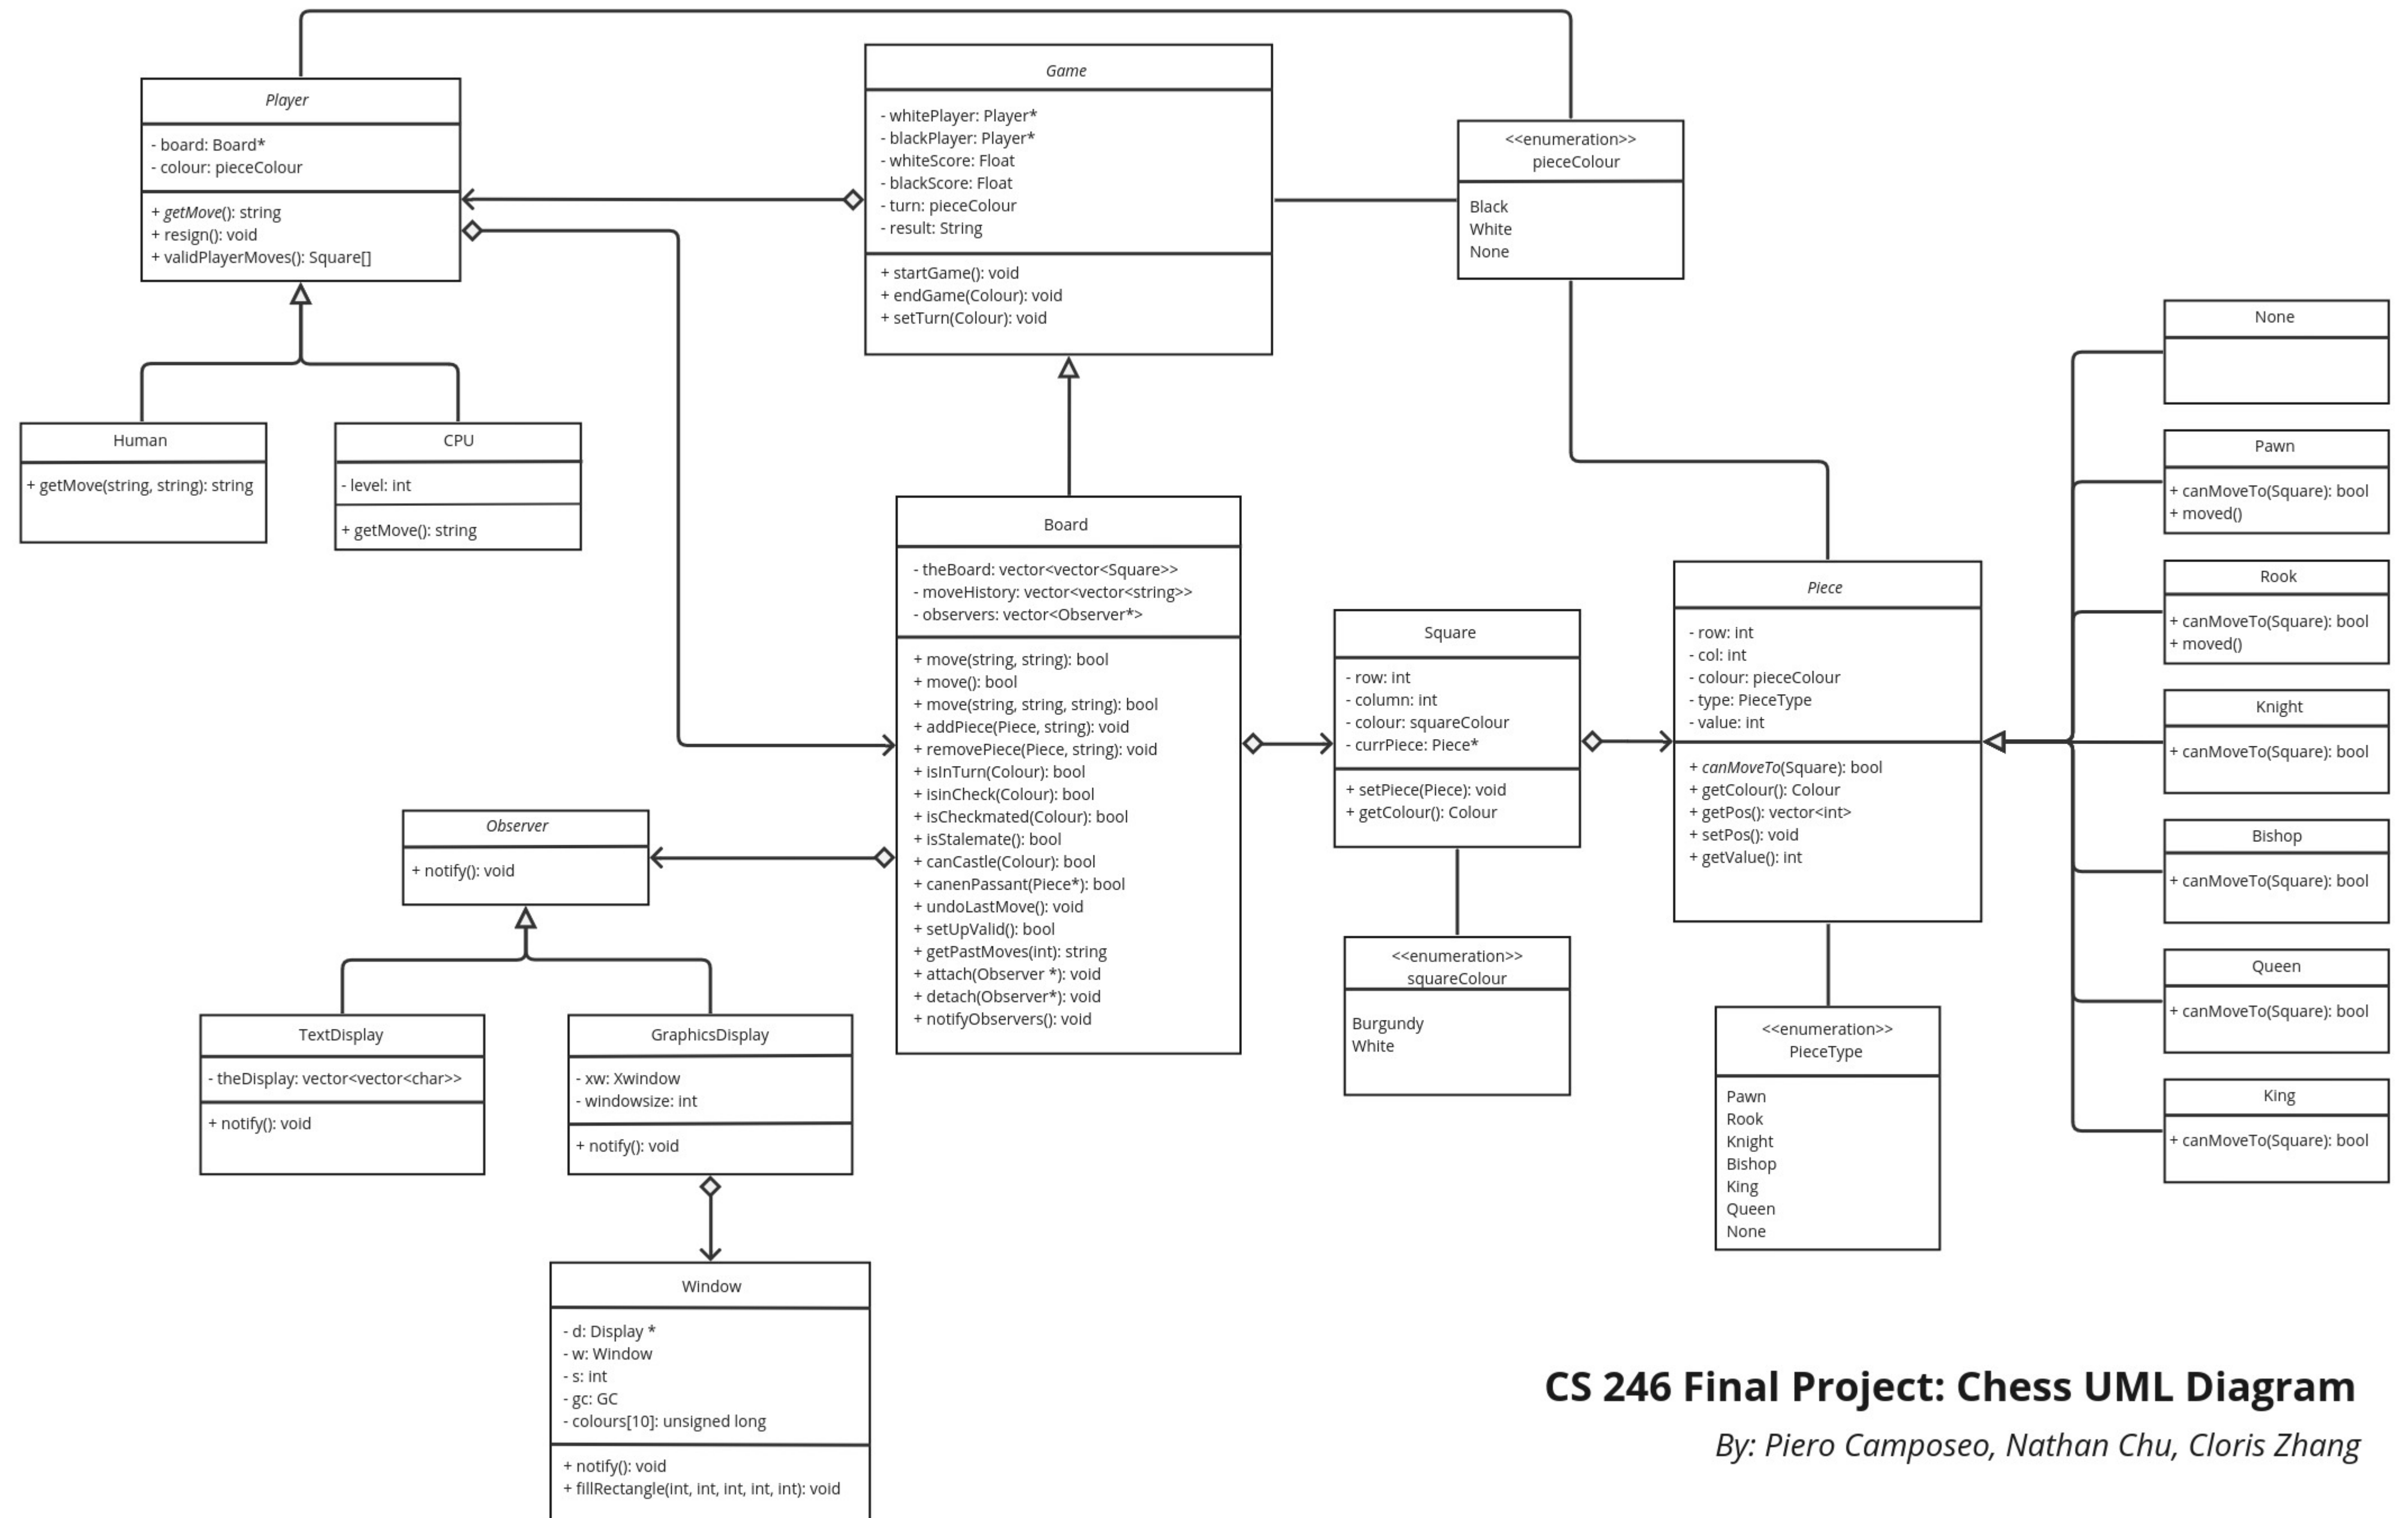 Player
- board: Board*
- colour: pieceColour
+ getMove(): string
+ resign(): void
+ validPlayerMoves(): Square[]
Game
- whitePlayer: Player*
- blackPlayer: Player*
- whiteScore: Float
- blackScore: Float
- turn: pieceColour
- result: String
+ startGame(): void
+ endGame(Colour): void
+ setTurn(Colour): void
<<enumeration>>
pieceColour
Black
White
None
Human
+ getMove(string, string): string
CPU
- level: int
+ getMove(): string
Board
- theBoard: vector<vector<Square>>
- moveHistory: vector<vector<string>>
- observers: vector<Observer*>
+ move(string, string): bool
+ move(): bool
+ move(string, string, string): bool
+ addPiece(Piece, string): void
+ removePiece(Piece, string): void
+ isInTurn(Colour): bool
+ isinCheck(Colour): bool
+ isCheckmated(Colour): bool
+ isStalemate(): bool
+ canCastle(Colour): bool
+ canenPassant(Piece*): bool
+ undoLastMove(): void
+ setUpValid(): bool
+ getPastMoves(int): string
+ attach(Observer *): void
+ detach(Observer*): void
+ notifyObservers(): void
Square
- row: int
- column: int
- colour: squareColour
- currPiece: Piece*
+ setPiece(Piece): void
+ getColour(): Colour
<<enumeration>>
squareColour
Burgundy
White
Piece
- row: int
- col: int
- colour: pieceColour
- type: PieceType
- value: int
+ canMoveTo(Square): bool
+ getColour(): Colour
+ getPos(): vector<int>
+ setPos(): void
+ getValue(): int
<<enumeration>>
PieceType
Pawn
Rook
Knight
Bishop
King
Queen
None
None
Pawn
+ canMoveTo(Square): bool
+ moved()
Rook
+ canMoveTo(Square): bool
+ moved()
Knight
+ canMoveTo(Square): bool
Bishop
+ canMoveTo(Square): bool
Queen
+ canMoveTo(Square): bool
King
+ canMoveTo(Square): bool
Observer
+ notify(): void
TextDisplay
- theDisplay: vector<vector<char>>
+ notify(): void
GraphicsDisplay
- xw: Xwindow
- windowsize: int
+ notify(): void
Window
- d: Display *
- w: Window
- s: int
- gc: GC
- colours[10]: unsigned long
+ notify(): void
+ fillRectangle(int, int, int, int, int): void
CS 246 Final Project: Chess UML Diagram
By: Piero Camposeo, Nathan Chu, Cloris Zhang